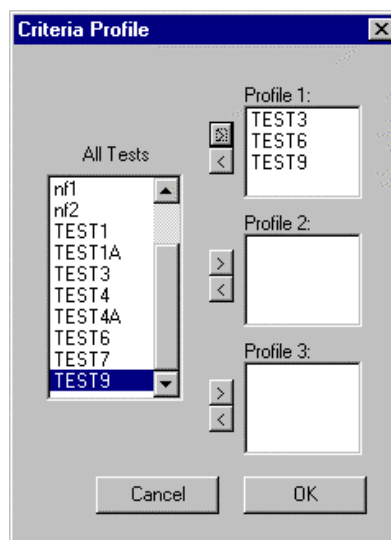 Criteria Profile
All Tests
nf1
nf2
TEST1
TEST1A
TEST3
TEST4
TEST4A
TEST6
TEST7
TEST9
Profile 1:
>
<
TEST3
TEST6
TEST9
Profile 2:
>
<
Profile 3:
>
<
Cancel
OK